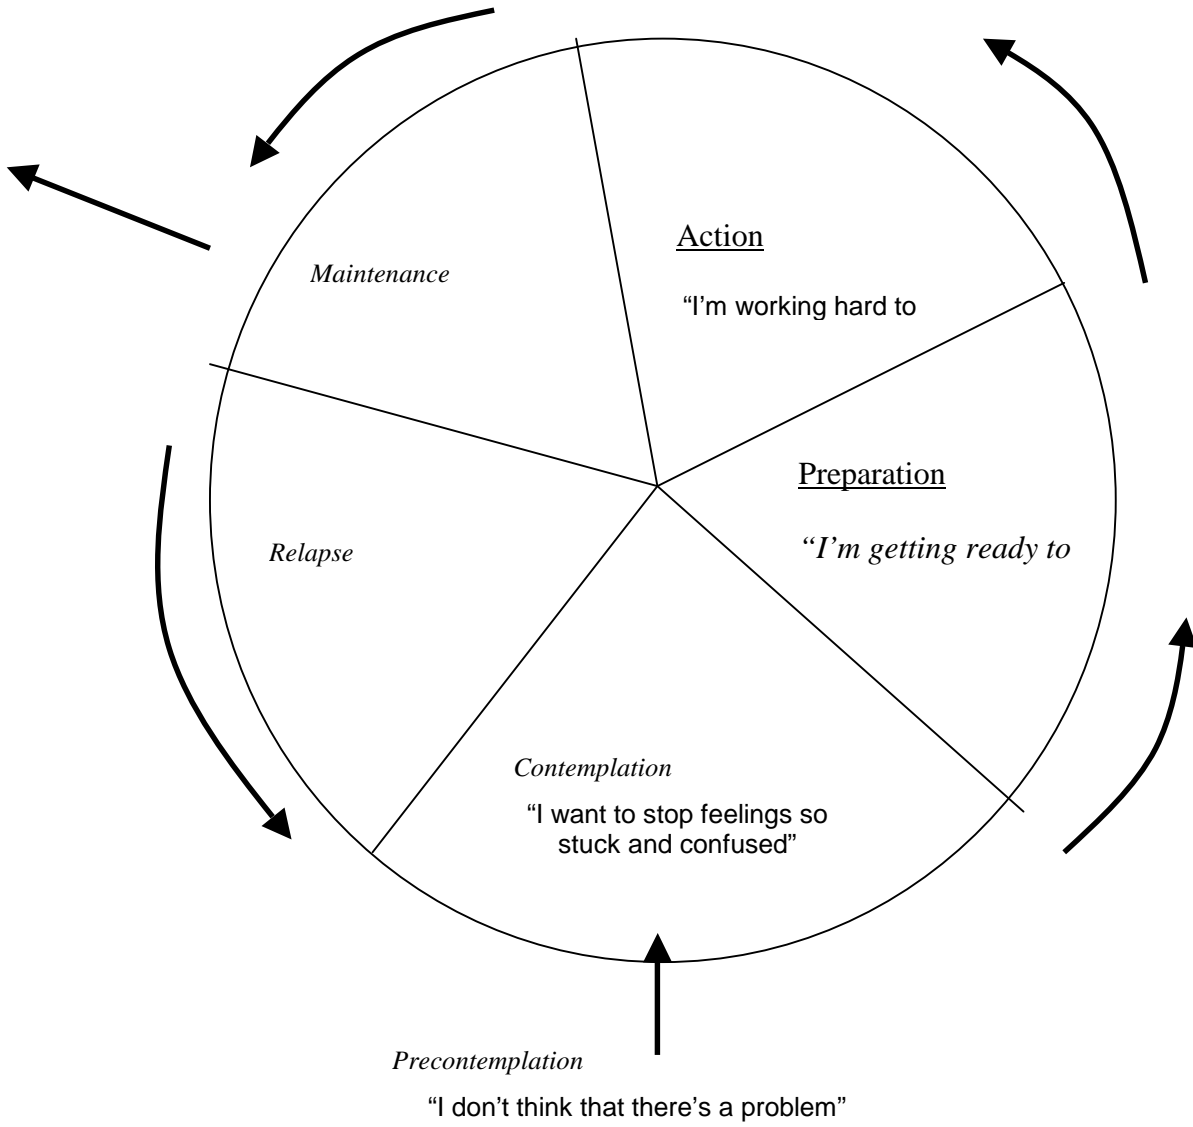 Action
“I’m working hard to
Maintenance
Preparation
“I’m getting ready to
Relapse
Contemplation
“I want to stop feelings so
stuck and confused”
Precontemplation
“I don’t think that there’s a problem”